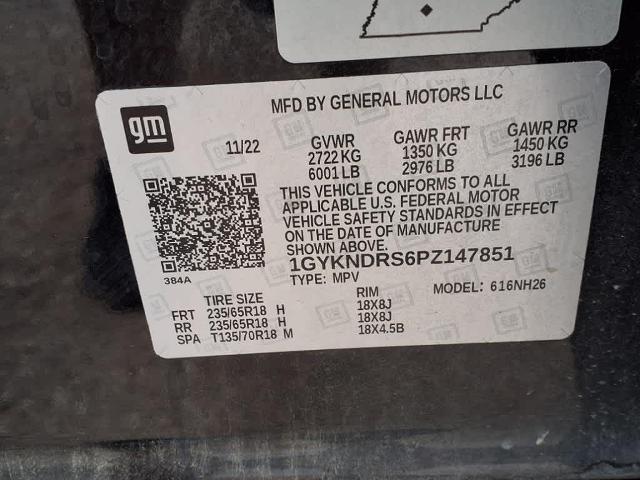 MFD BY GENERAL MOTORS LLC
gm
11/22 GVWR GAWR FRT GAWR RR
2722 KG 1350 KG 1450 KG
6001 LB 2976 LB 3196 LB
THIS VEHICLE CONFORMS TO ALL
APPLICABLE U.S. FEDERAL MOTOR
VEHICLE SAFETY STANDARDS IN EFFECT
ON THE DATE OF MANUFACTURE
SHOWN ABOVE.
384A
1GYKNDRS6PZ147851
TYPE: MPV MODEL: 616NH26
TIRE SIZE RIM
FRT 235/65R18 H 18X8J
RR 235/65R18 H 18X8J
SPA T135/70R18 M 18X4.5B